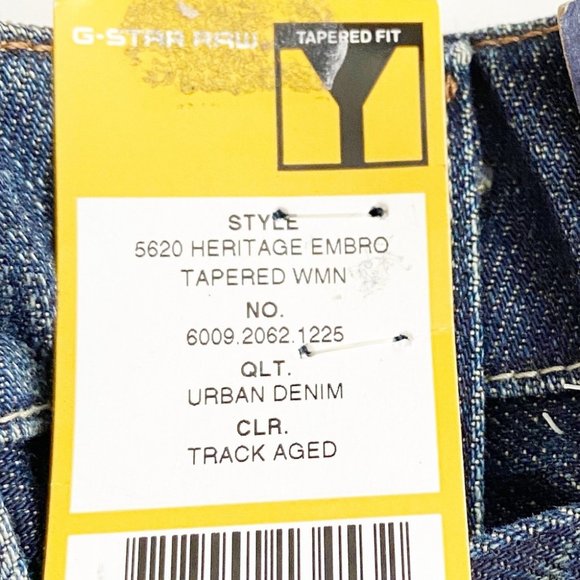 G-STAR RAW
TAPERED FIT
STYLE
5620 HERITAGE EMBRO
TAPERED WMN
NO.
6009.2062.1225
QLT.
URBAN DENIM
CLR.
TRACK AGED